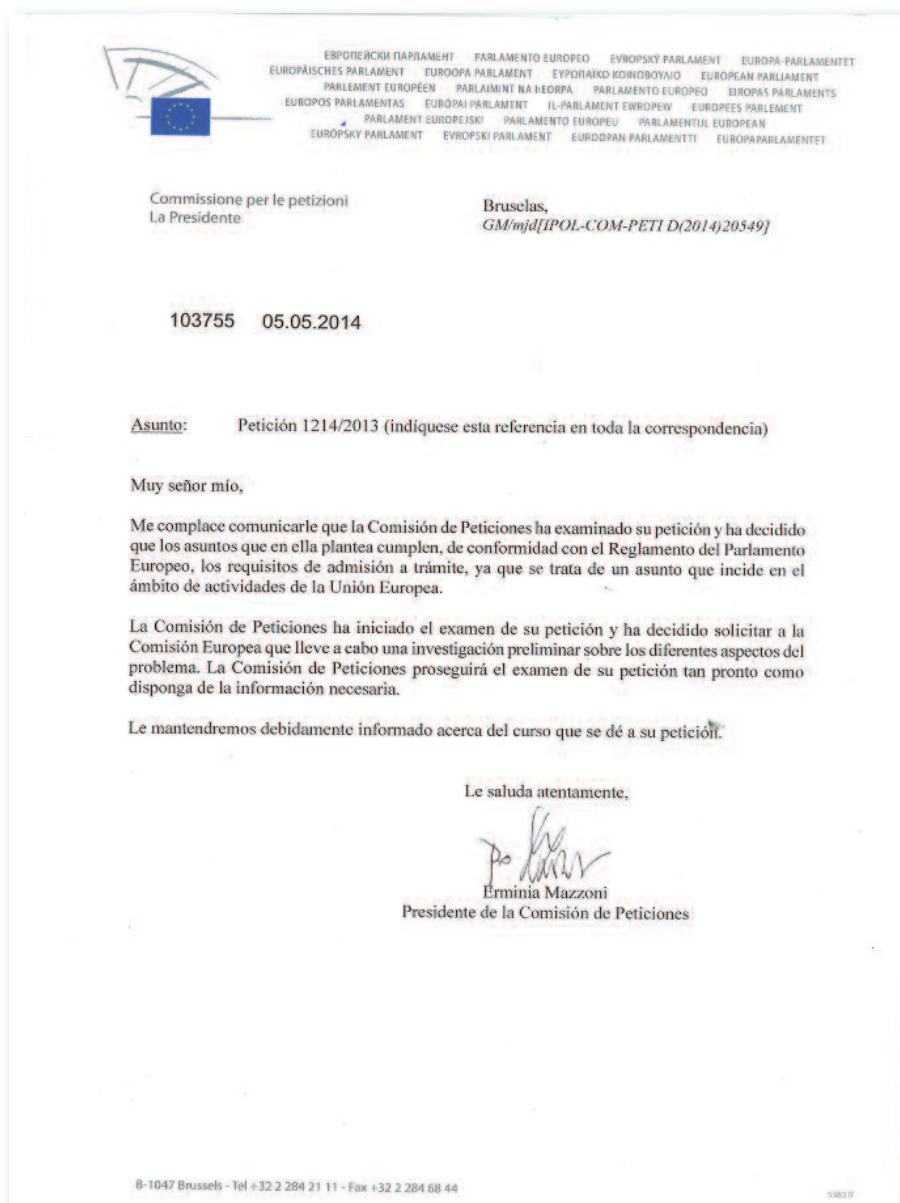 ЕВРОПЕЙСКИ ПАРЛАМЕНТ PARLAMENTO EUROPEO EVROPSKÝ PARLAMENT EUROPA-PARLAMENTET
EUROPÄISCHES PARLAMENT EUROOPA PARLAMENT ΕΥΡΩΠΑΪΚΟ ΚΟΙΝΟΒΟΥΛΙΟ EUROPEAN PARLIAMENT
PARLEMENT EUROPÉEN PARLAIMINT NA hEORPA PARLAMENTO EUROPEO EIROPAS PARLAMENTS
EUROPOS PARLAMENTAS EURÓPAI PARLAMENT IL-PARLAMENT EWROPEW EUROPEES PARLEMENT
PARLAMENT EUROPEJSKI PARLAMENTO EUROPEU PARLAMENTUL EUROPEAN
EURÓPSKY PARLAMENT EVROPSKI PARLAMENT EUROOPAN PARLAMENTTI EUROPAPARLAMENTET
Commissione per le petizioni
La Presidente
Bruselas,
GM/mjd[IPOL-COM-PETI D(2014)20549]
103755 05.05.2014
Asunto: Petición 1214/2013 (indíquese esta referencia en toda la correspondencia)
Muy señor mío,
Me complace comunicarle que la Comisión de Peticiones ha examinado su petición y ha decidido
que los asuntos que en ella plantea cumplen, de conformidad con el Reglamento del Parlamento
Europeo, los requisitos de admisión a trámite, ya que se trata de un asunto que incide en el
ámbito de actividades de la Unión Europea.
La Comisión de Peticiones ha iniciado el examen de su petición y ha decidido solicitar a la
Comisión Europea que lleve a cabo una investigación preliminar sobre los diferentes aspectos del
problema. La Comisión de Peticiones proseguirá el examen de su petición tan pronto como
disponga de la información necesaria.
Le mantendremos debidamente informado acerca del curso que se dé a su petición.
Le saluda atentamente,
po
Erminia Mazzoni
Presidente de la Comisión de Peticiones
B-1047 Brussels - Tel +32 2 284 21 11 - Fax +32 2 284 68 44